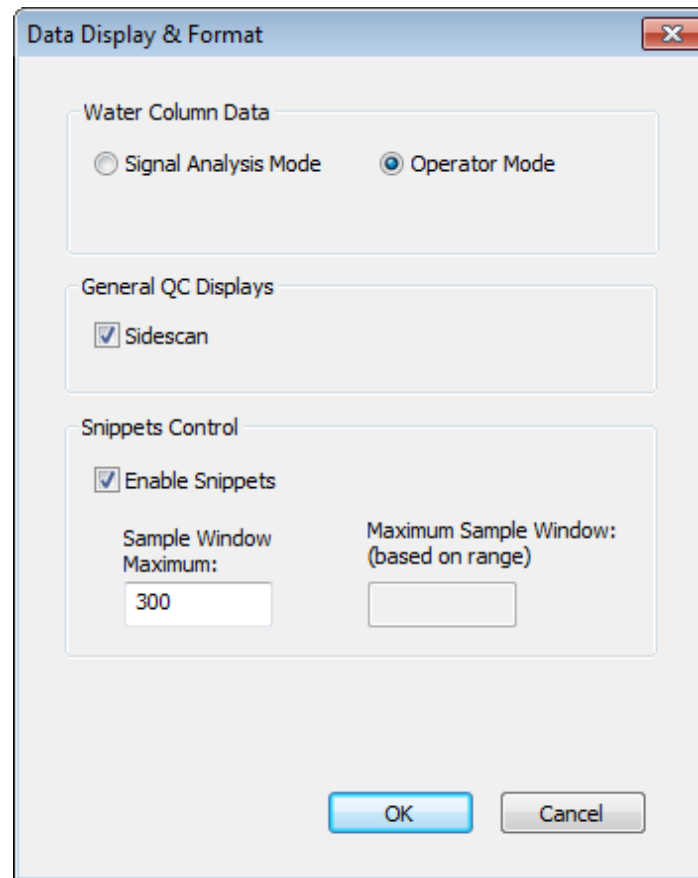 Data Display & Format
Water Column Data
Signal Analysis Mode
Operator Mode
General QC Displays
Sidescan
Snippets Control
Enable Snippets
Sample Window
Maximum:
300
Maximum Sample Window:
(based on range)
OK
Cancel